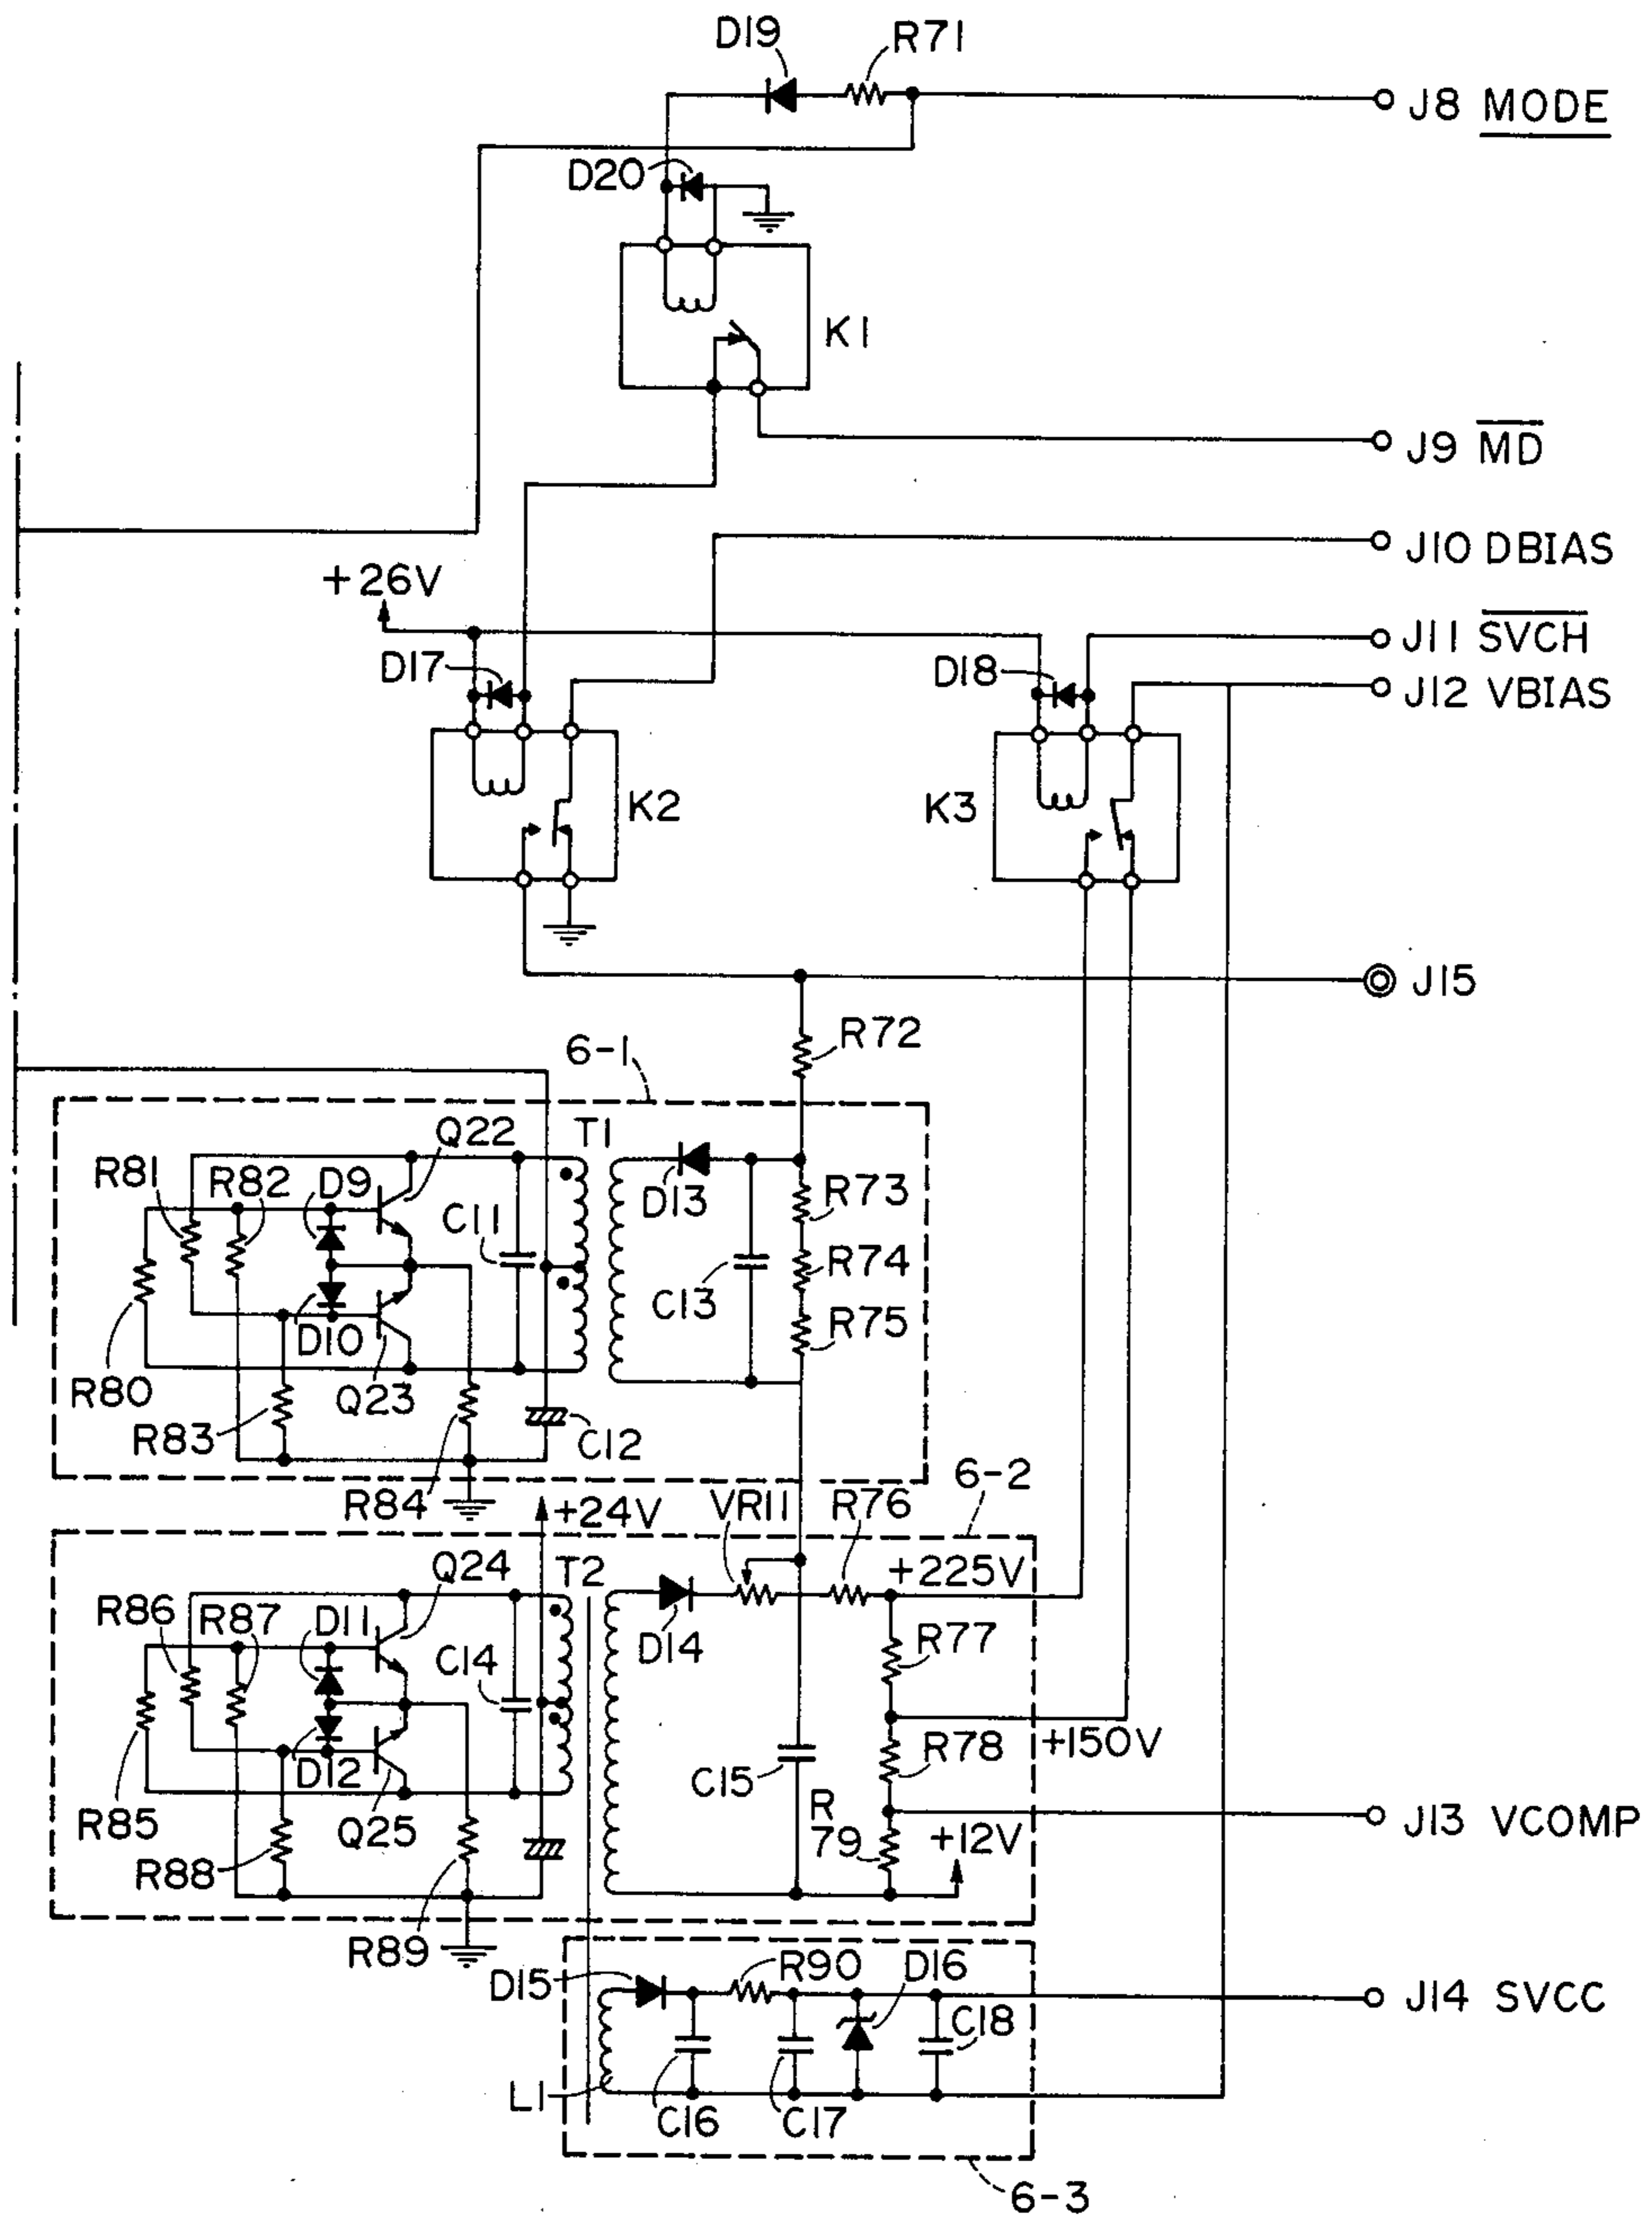 D19
R71
J8 MODE
D20
K1
J9 MD
J10 DBIAS
+26V
J11 SVCH
D17
D18
J12 VBIAS
K2
K3
J15
R72
6-1
Q22
T1
R81
R82
D9
D13
R73
C11
R74
C13
R75
D10
R80
Q23
R83
C12
R84
6-2
+24V
VR11
R76
Q24
T2
+225V
R86
R87
D11
D14
R77
C14
R78
+150V
D12
C15
R
79
J13 VCOMP
R85
Q25
+12V
R88
R89
D15
R90
D16
J14 SVCC
C18
L1
C16
C17
6-3